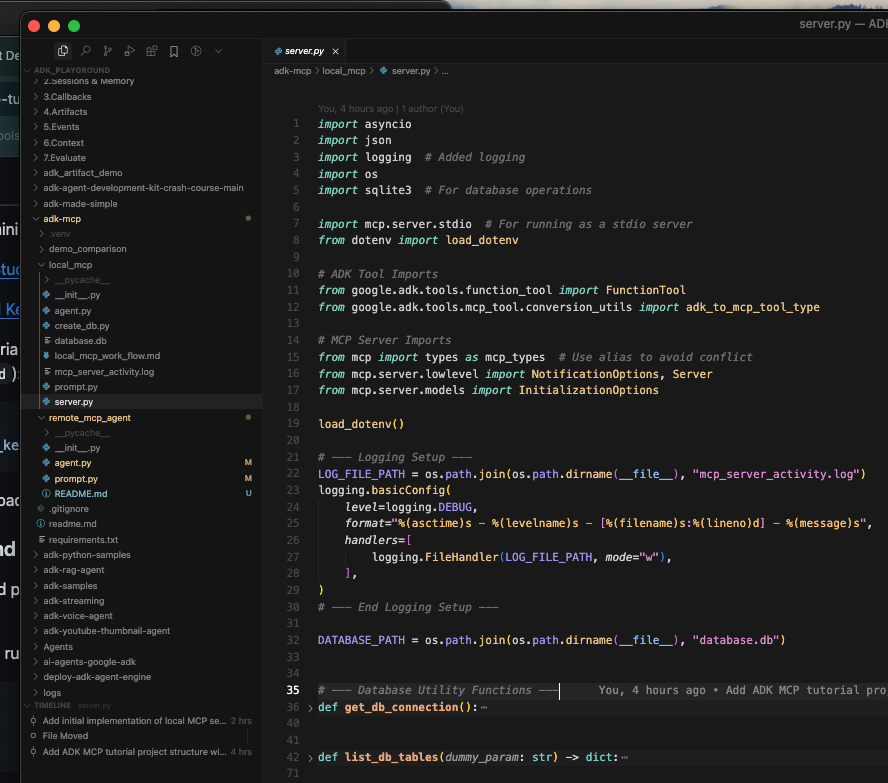 server.py — AD
ADK_PLAYGROUND
2.Sessions & Memory
3.Callbacks
4.Artifacts
5.Events
6.Context
7.Evaluate
adk_artifact_demo
adk-agent-development-kit-crash-course-main
adk-made-simple
adk-mcp
.venv
demo_comparison
local_mcp
__pycache__
__init__.py
agent.py
create_db.py
database.db
local_mcp_work_flow.md
mcp_server_activity.log
prompt.py
server.py
remote_mcp_agent
__pycache__
__init__.py
agent.py M
prompt.py M
README.md U
.gitignore
readme.md
requirements.txt
adk-python-samples
adk-rag-agent
adk-samples
adk-streaming
adk-voice-agent
adk-youtube-thumbnail-agent
Agents
ai-agents-google-adk
deploy-adk-agent-engine
logs
TIMELINE server.py
Add initial implementation of local MCP se... 2 hrs
File Moved
Add ADK MCP tutorial project structure wi... 4 hrs
server.py
adk-mcp > local_mcp > server.py > ...
You, 4 hours ago | 1 author (You)
1 import asyncio
2 import json
3 import logging  # Added logging
4 import os
5 import sqlite3  # For database operations
6
7 import mcp.server.stdio  # For running as a stdio server
8 from dotenv import load_dotenv
9
10 # ADK Tool Imports
11 from google.adk.tools.function_tool import FunctionTool
12 from google.adk.tools.mcp_tool.conversion_utils import adk_to_mcp_tool_type
13
14 # MCP Server Imports
15 from mcp import types as mcp_types  # Use alias to avoid conflict
16 from mcp.server.lowlevel import NotificationOptions, Server
17 from mcp.server.models import InitializationOptions
18
19 load_dotenv()
20
21 # --- Logging Setup ---
22 LOG_FILE_PATH = os.path.join(os.path.dirname(__file__), "mcp_server_activity.log")
23 logging.basicConfig(
24     level=logging.DEBUG,
25     format="%(asctime)s - %(levelname)s - [%(filename)s:%(lineno)d] - %(message)s",
26     handlers=[
27         logging.FileHandler(LOG_FILE_PATH, mode="w"),
28     ],
29 )
30 # --- End Logging Setup ---
31
32 DATABASE_PATH = os.path.join(os.path.dirname(__file__), "database.db")
33
34
35 # --- Database Utility Functions ---      You, 4 hours ago • Add ADK MCP tutorial pro
36 > def get_db_connection():…
40
41
42 > def list_db_tables(dummy_param: str) -> dict:…
71